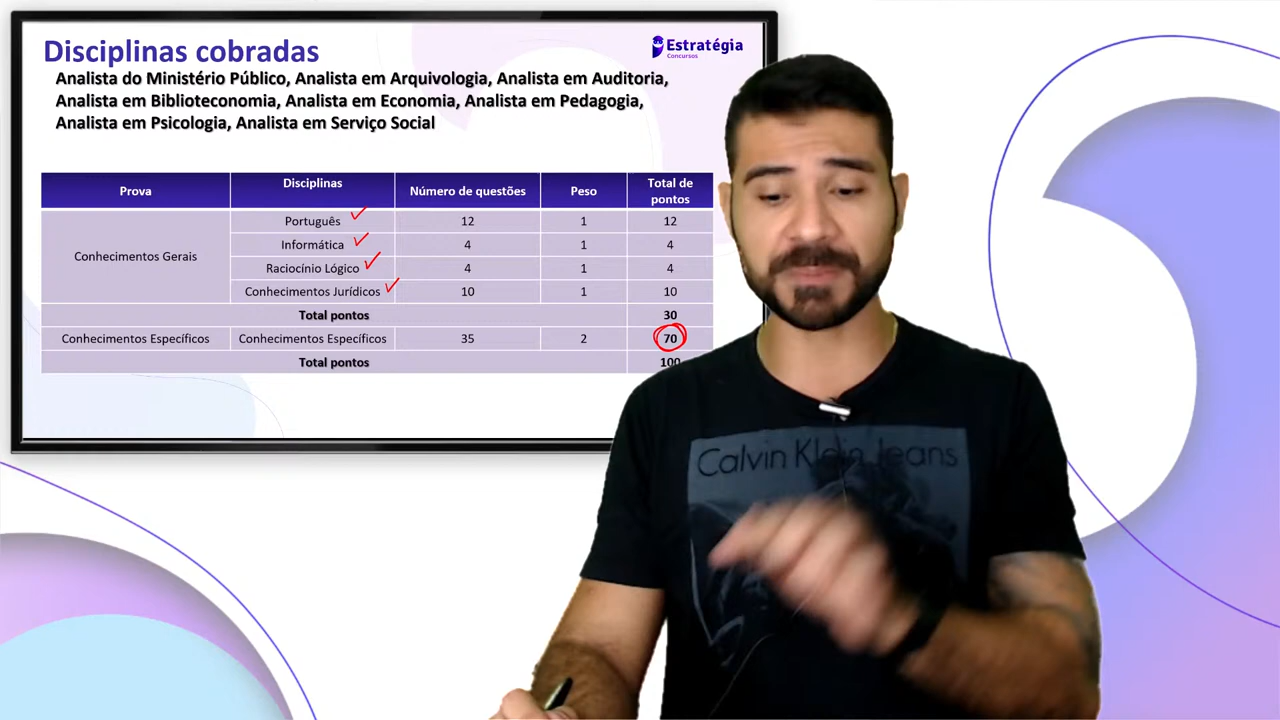 Disciplinas cobradas
Estratégia
Concursos
Analista do Ministério Público, Analista em Arquivologia, Analista em Auditoria,
Analista em Biblioteconomia, Analista em Economia, Analista em Pedagogia,
Analista em Psicologia, Analista em Serviço Social
Prova Disciplinas Número de questões Peso Total de pontos
Conhecimentos Gerais
Português 12 1 12
Informática 4 1 4
Raciocínio Lógico 4 1 4
Conhecimentos Jurídicos 10 1 10
Total pontos 30
Conhecimentos Específicos Conhecimentos Específicos 35 2 70
Total pontos 100
Calvin Klein Jeans